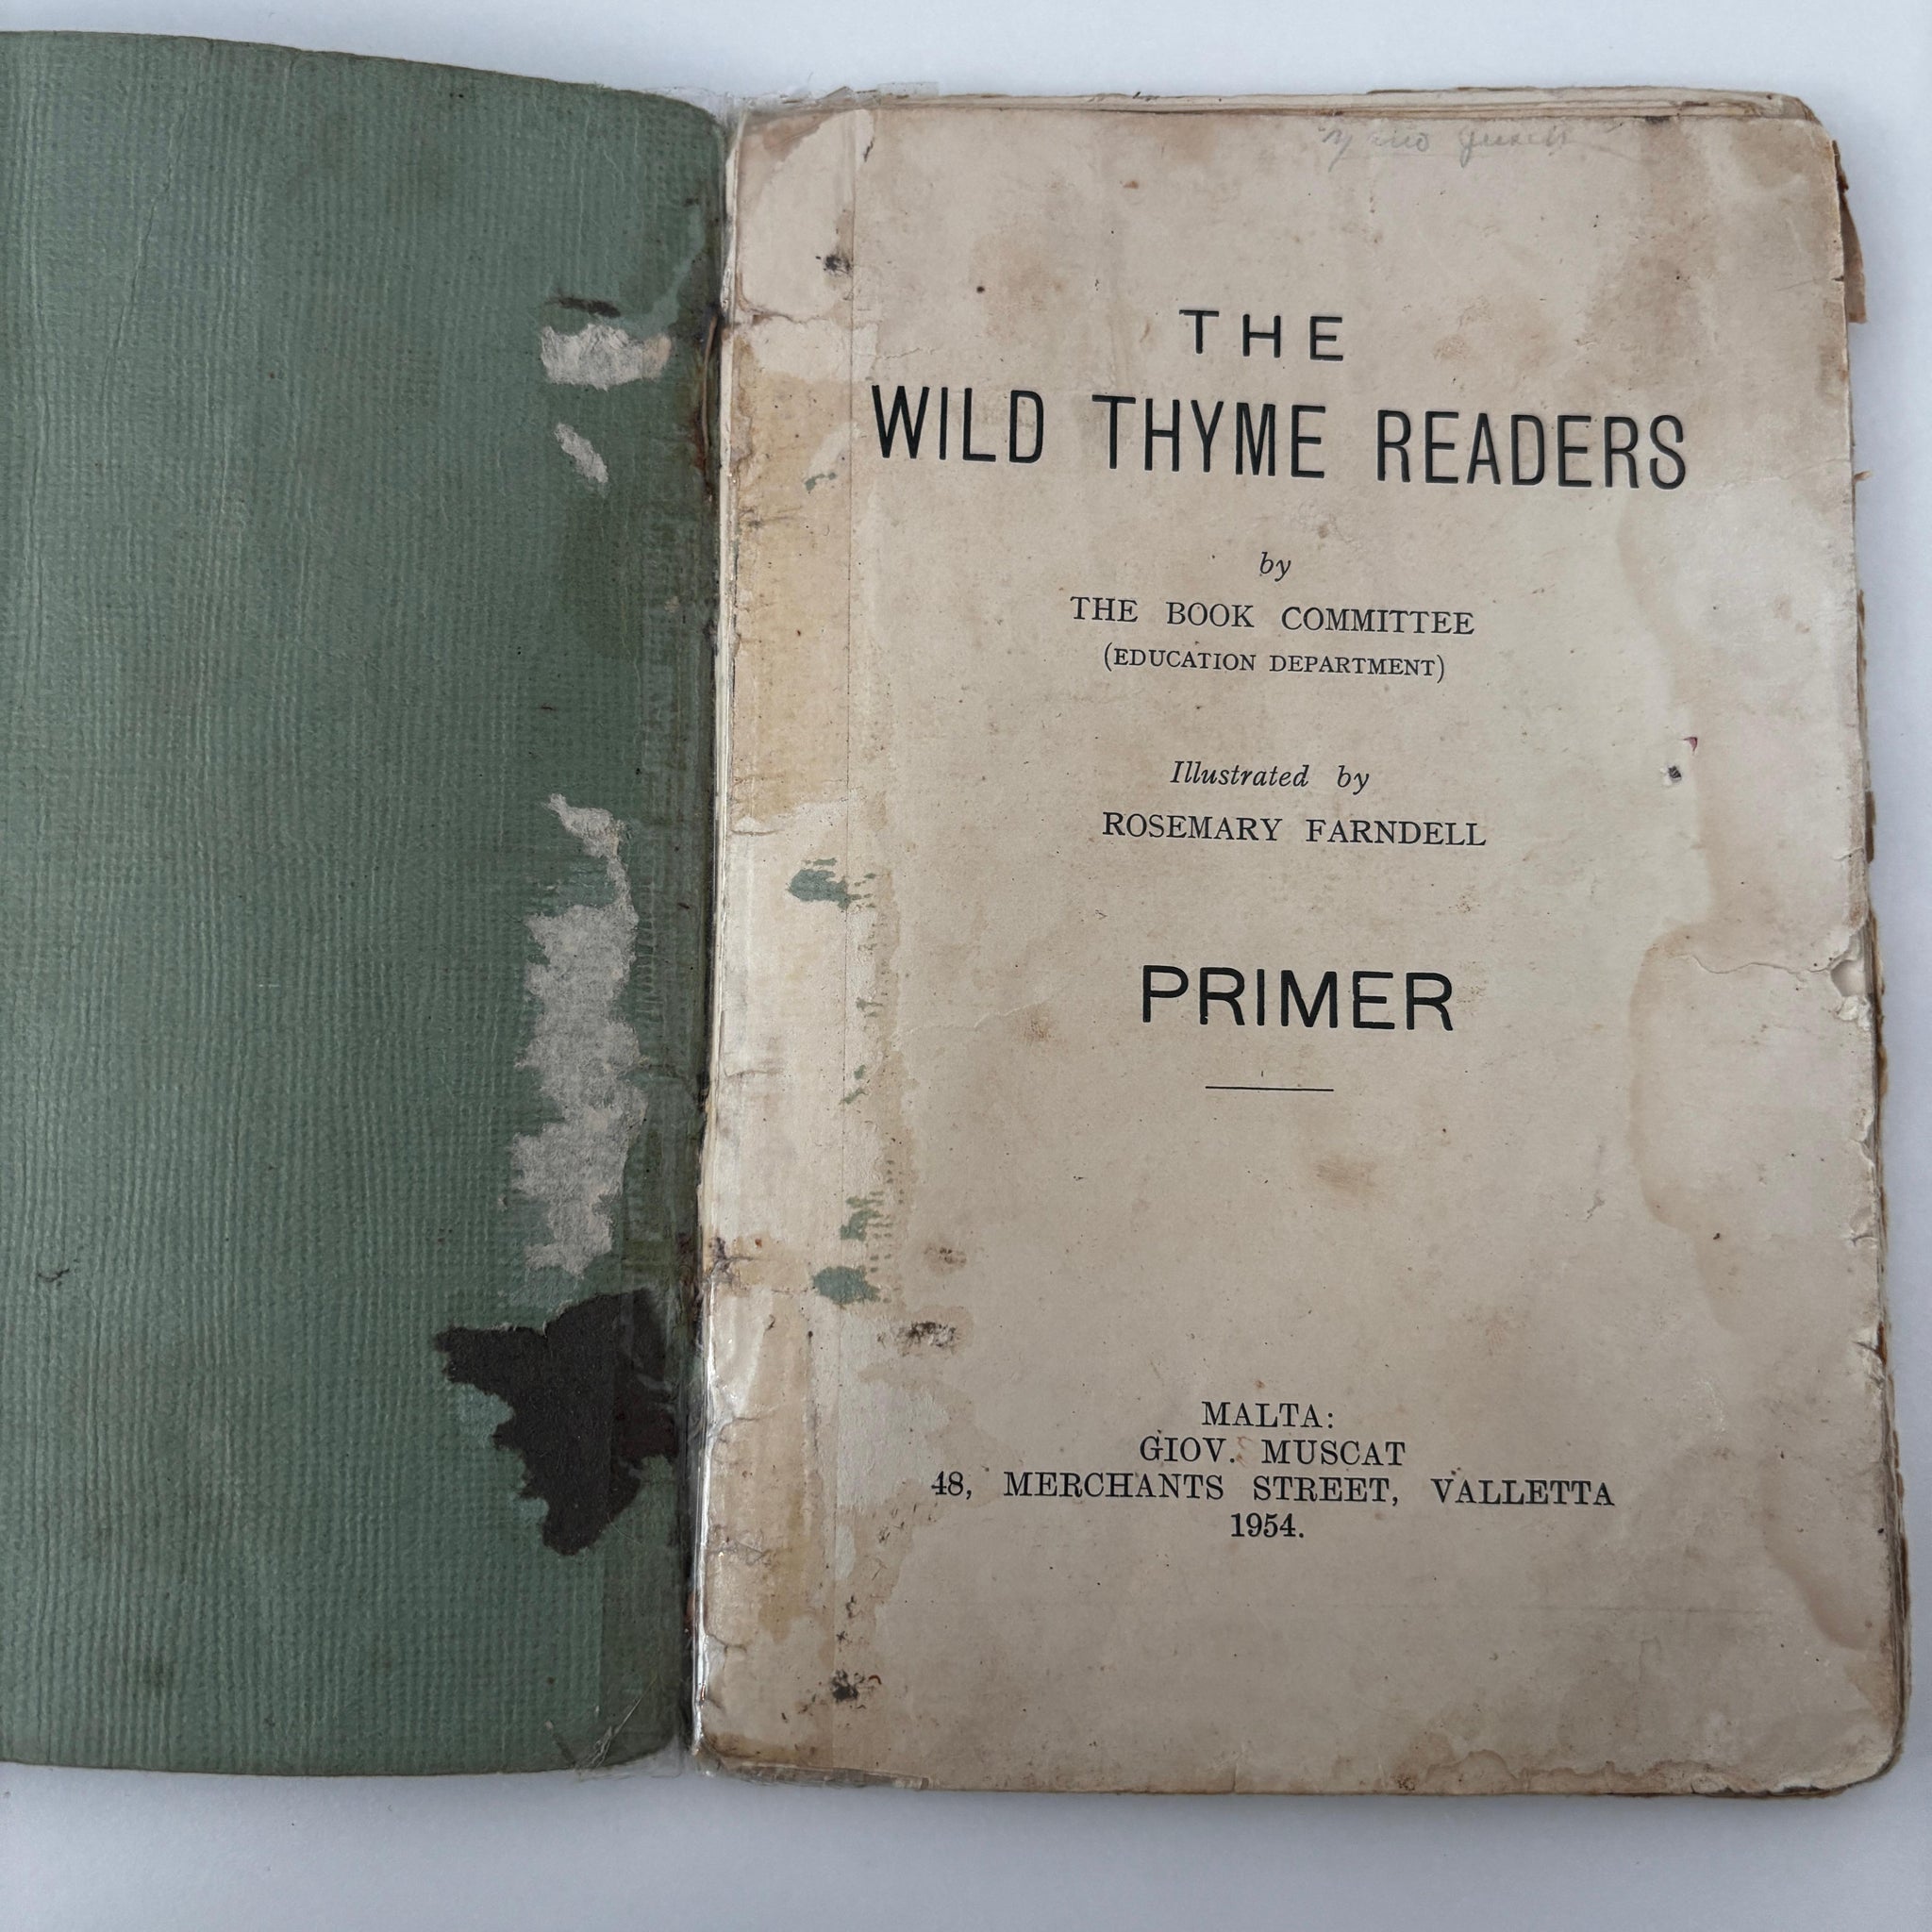 THE
WILD THYME READERS
by
THE BOOK COMMITTEE
(EDUCATION DEPARTMENT)
Illustrated by
ROSEMARY FARNDELL
PRIMER
MALTA:
GIOV. MUSCAT
48, MERCHANTS STREET, VALLETTA
1954.